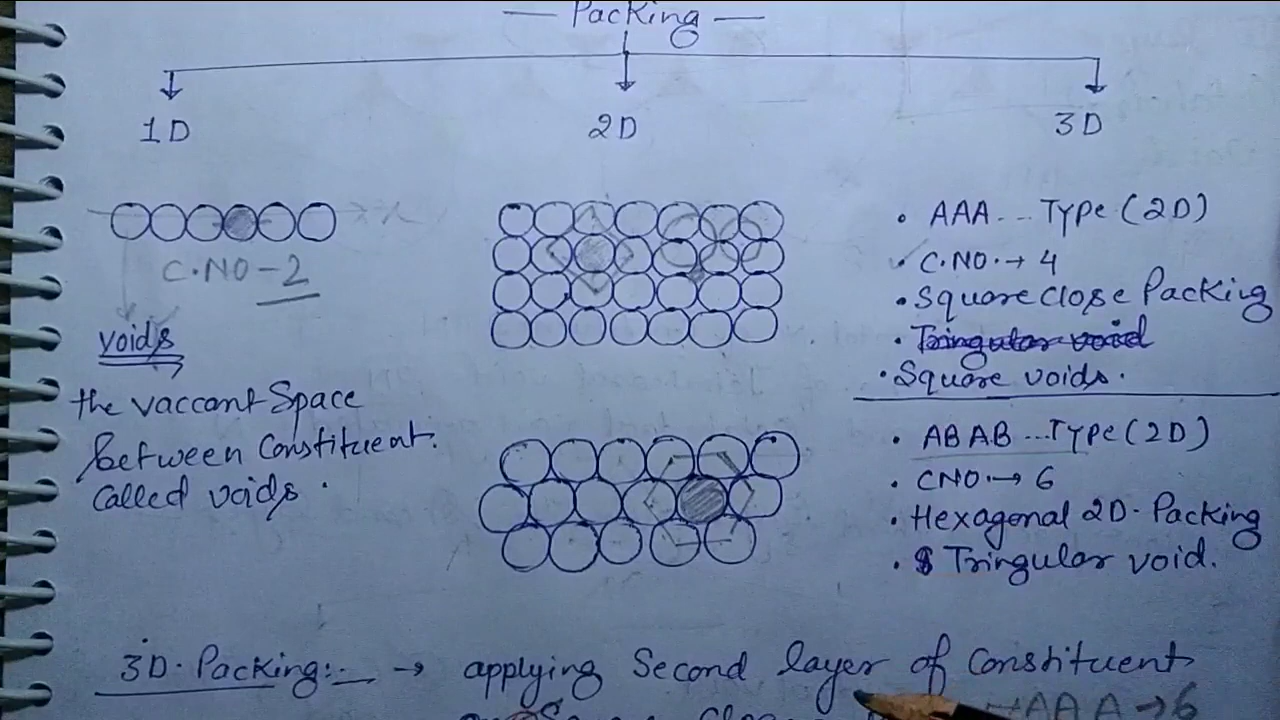 Packing
1D
2D
3D
C.NO-2
voids
the vaccant Space
between Constituent.
Called voids.
• AAA... Type (2D)
C.NO.→ 4
• Square Close Packing
• Tringular void
• Square voids.
• ABAB...Type (2D)
• CNO.→ 6
• Hexagonal 2D-Packing
• Tringular void.
3D. Packing:- → applying Second layer of Constituent
AAA→6